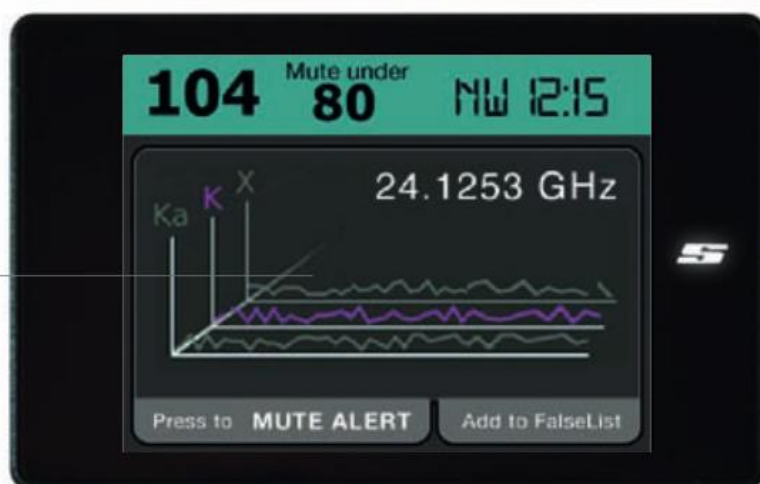 104 Mute under 80 NW 12:15
24.1253 GHz
Ka K X
Press to MUTE ALERT Add to FalseList
S